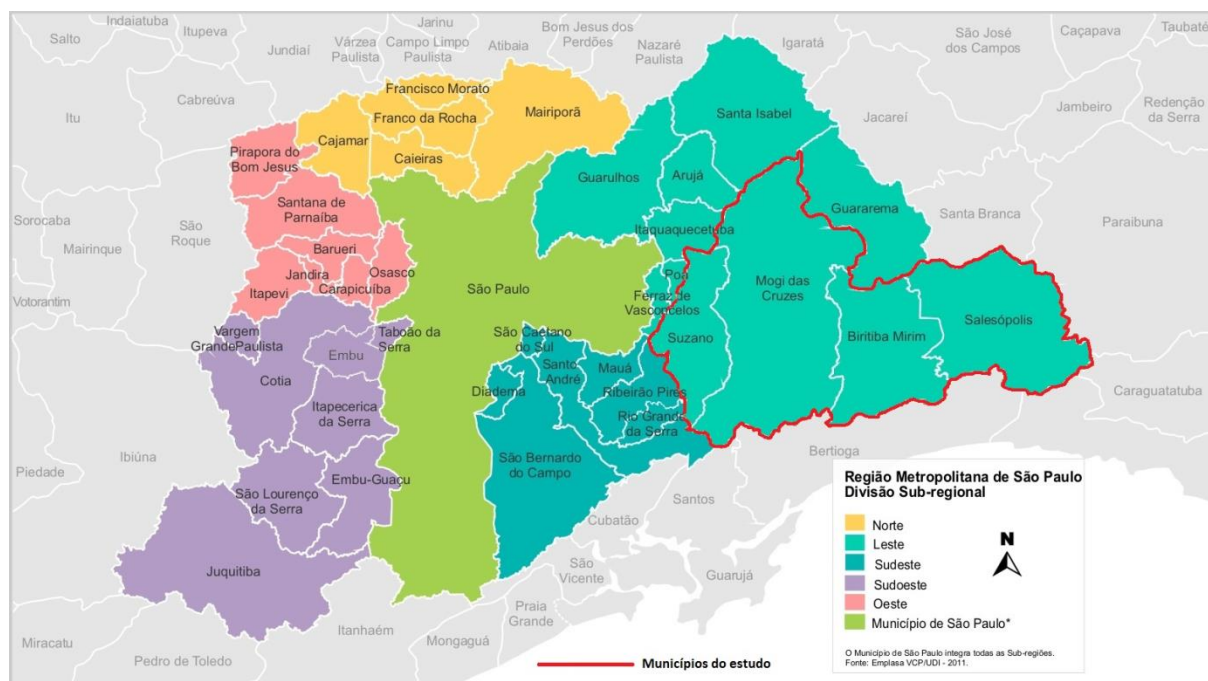 Salto
Indaiatuba
Itupeva
Jundiaí
Jarinu
Várzea
Paulista
Campo Limpo
Paulista
Atibaia
Bom Jesus dos
Perdões
Nazaré
Paulista
Igaratá
São José
dos Campos
Caçapava
Taubaté
Itu
Cabreúva
Francisco Morato
Franco da Rocha
Mairiporã
Cajamar
Caieiras
Santa Isabel
Jacareí
Jambeiro
Redenção
da Serra
Pirapora do
Bom Jesus
Guarulhos
Arujá
Santana de
Parnaíba
Guararema
Santa Branca
Paraibuna
Sorocaba
Mairinque
São
Roque
Itaquaquecetuba
Barueri
Jandira
Osasco
Itapevi
Carapicuíba
Votorantim
São Paulo
Poá
Ferraz de
Vasconcelos
Mogi das
Cruzes
Suzano
Biritiba Mirim
Salesópolis
Vargem
Grande Paulista
Taboão da
Serra
Embu
São Caetano
do Sul
Santo
André
Mauá
Cotia
Diadema
Ribeirão Pires
Rio Grande
da Serra
Caraguatatuba
Itapecerica
da Serra
Piedade
Ibiúna
São Bernardo
do Campo
Bertioga
Embu-Guaçu
São Lourenço
da Serra
Santos
Cubatão
Juquitiba
São
Vicente
Guarujá
Praia
Grande
Itanhaém
Mongaguá
Miracatu
Pedro de Toledo
Municípios do estudo
Região Metropolitana de São Paulo
Divisão Sub-regional
Norte
Leste
Sudeste
Sudoeste
Oeste
Município de São Paulo*
N
O Município de São Paulo integra todas as Sub-regiões.
Fonte: Emplasa VCP/UDI - 2011.